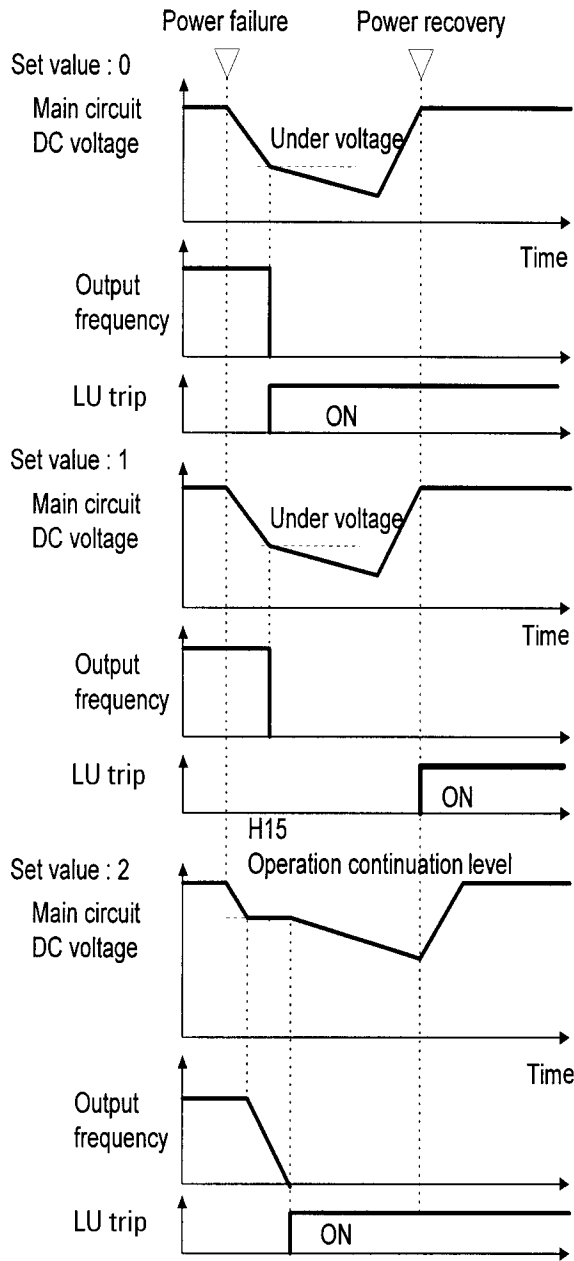 Power failure
Power recovery
Set value : 0
Main circuit
DC voltage
Under voltage
Time
Output
frequency
LU trip
ON
Set value : 1
Main circuit
DC voltage
Under voltage
Time
Output
frequency
LU trip
ON
H15
Operation continuation level
Set value : 2
Main circuit
DC voltage
Time
Output
frequency
LU trip
ON